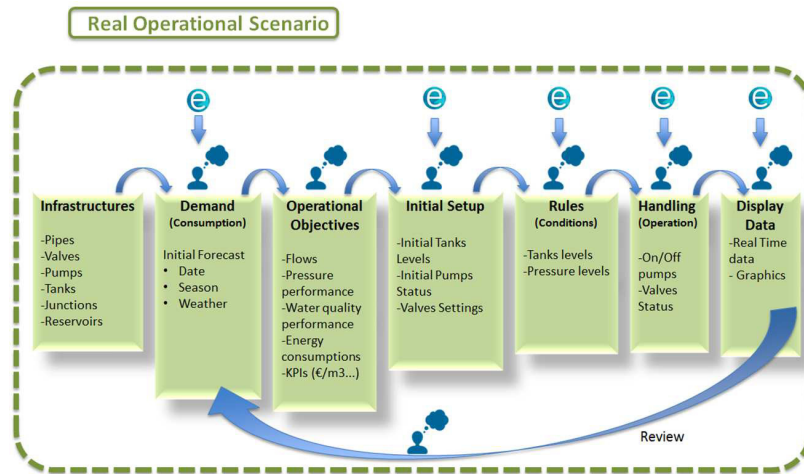 Real Operational Scenario
e
e
e
e
e
Infrastructures
-Pipes
-Valves
-Pumps
-Tanks
-Junctions
-Reservoirs
Demand
(Consumption)
Initial Forecast
• Date
• Season
• Weather
Operational
Objectives
-Flows
-Pressure
performance
-Water quality
performance
-Energy
consumptions
-KPIs (€/m3...)
Initial Setup
-Initial Tanks
Levels
-Initial Pumps
Status
-Valves Settings
Rules
(Conditions)
-Tanks levels
-Pressure levels
Handling
(Operation)
-On/Off
pumps
-Valves
Status
Display
Data
-Real Time
data
- Graphics
Review